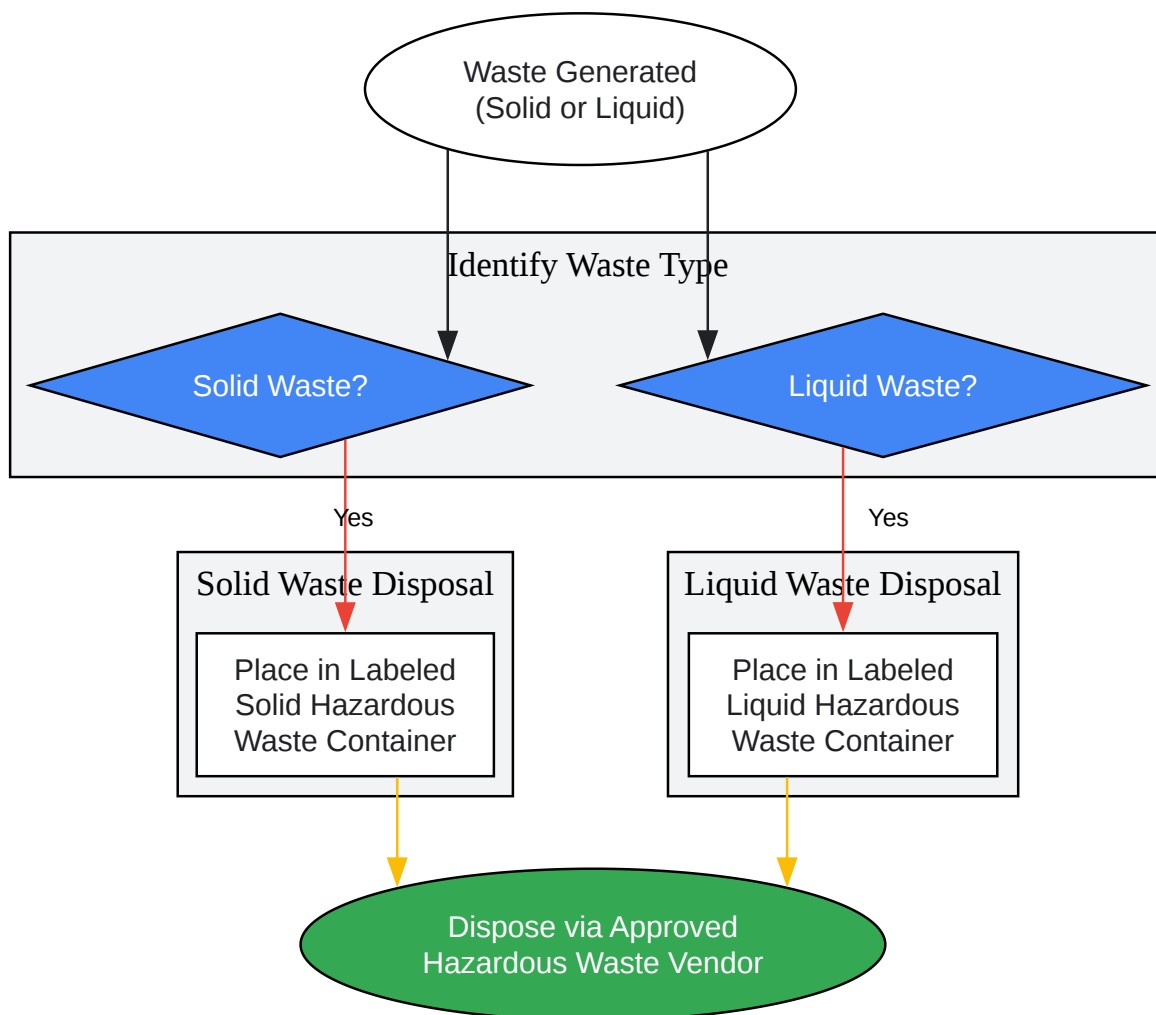 Waste Generated
(Solid or Liquid)
Identify Waste Type
Solid Waste?
Liquid Waste?
Yes
Yes
Solid Waste Disposal
Liquid Waste Disposal
Place in Labeled
Solid Hazardous
Waste Container
Place in Labeled
Liquid Hazardous
Waste Container
Dispose via Approved
Hazardous Waste Vendor